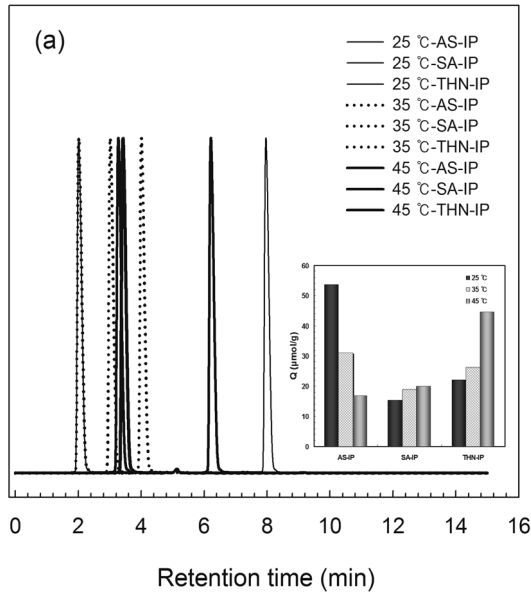 (a)
25 ℃-AS-IP
25 ℃-SA-IP
25 ℃-THN-IP
35 ℃-AS-IP
35 ℃-SA-IP
35 ℃-THN-IP
45 ℃-AS-IP
45 ℃-SA-IP
45 ℃-THN-IP
60
50
40
30
20
10
0
Q (μmol/g)
25 ℃
35 ℃
45 ℃
AS-IP SA-IP THN-IP
0 2 4 6 8 10 12 14 16
Retention time (min)